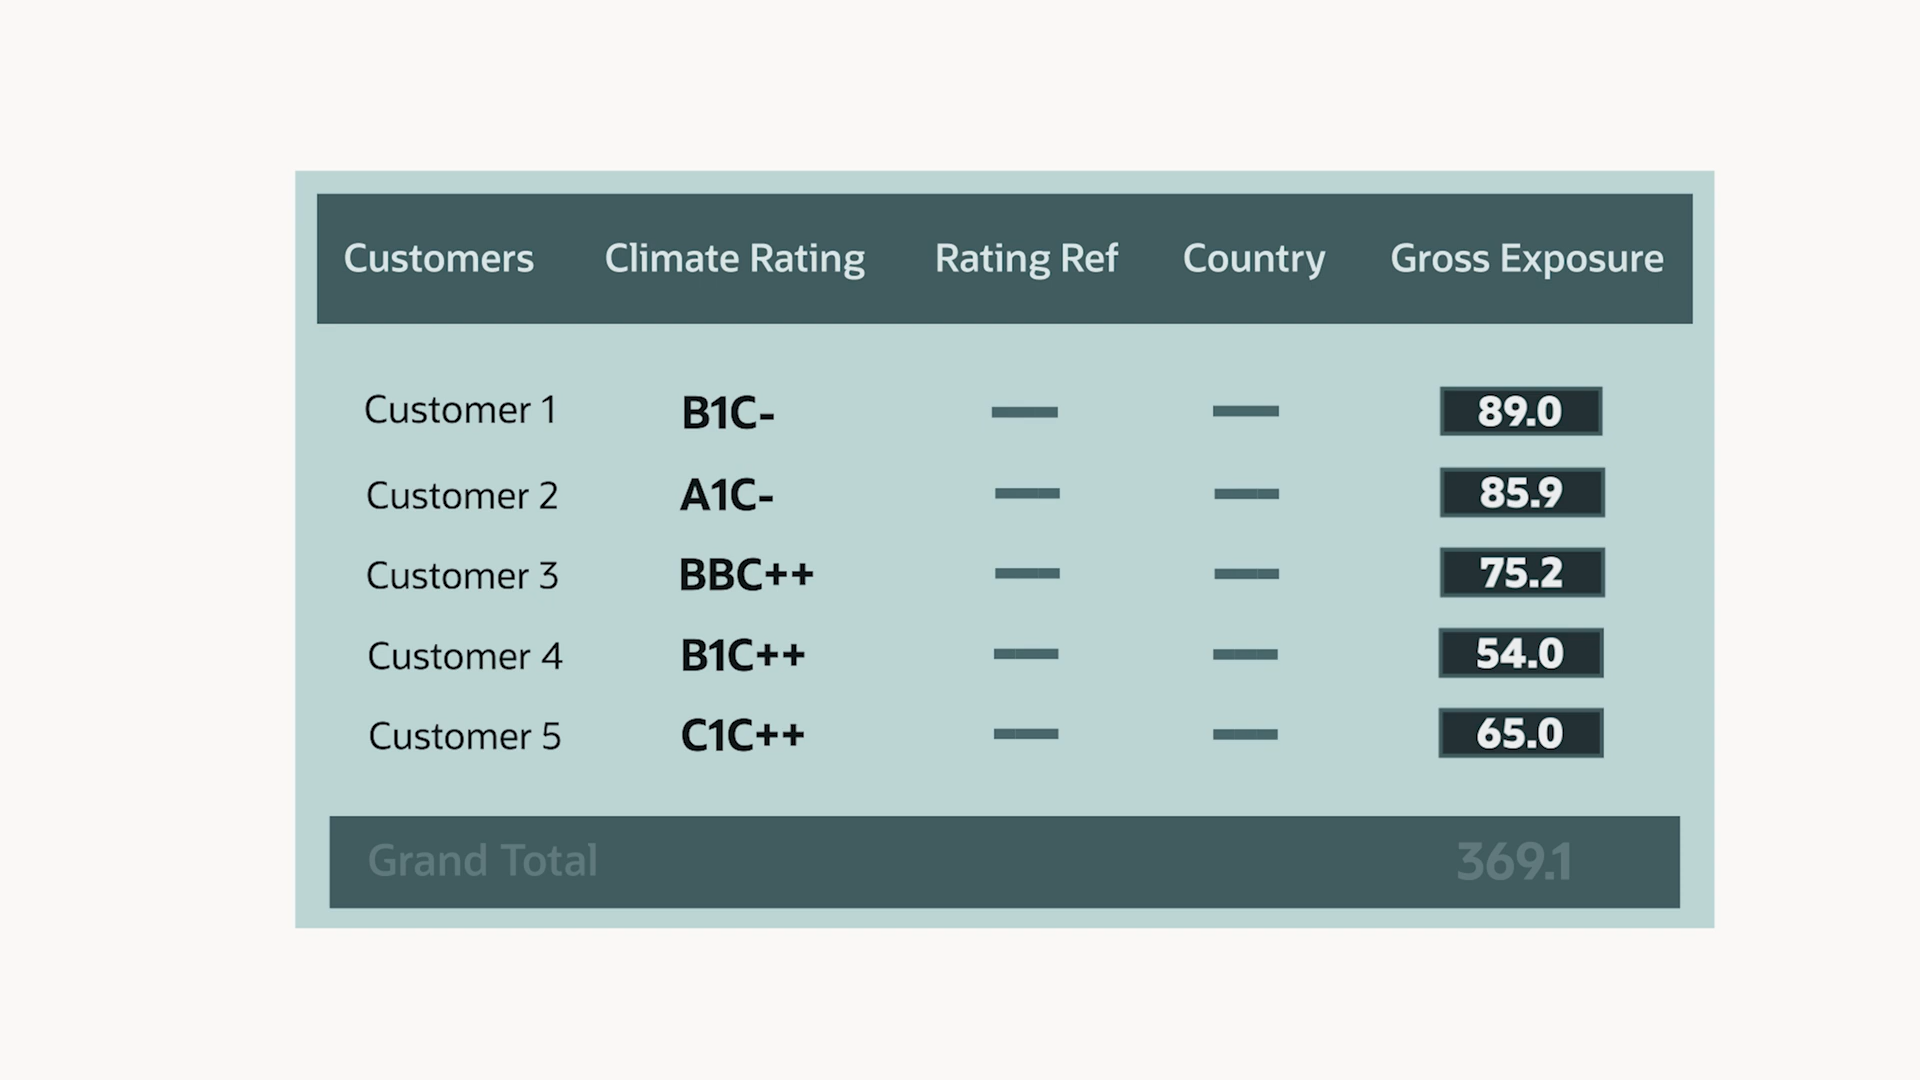 Customers Climate Rating Rating Ref Country Gross Exposure
Customer 1 B1C- 89.0
Customer 2 A1C- 85.9
Customer 3 BBC++ 75.2
Customer 4 B1C++ 54.0
Customer 5 C1C++ 65.0
Grand Total 369.1